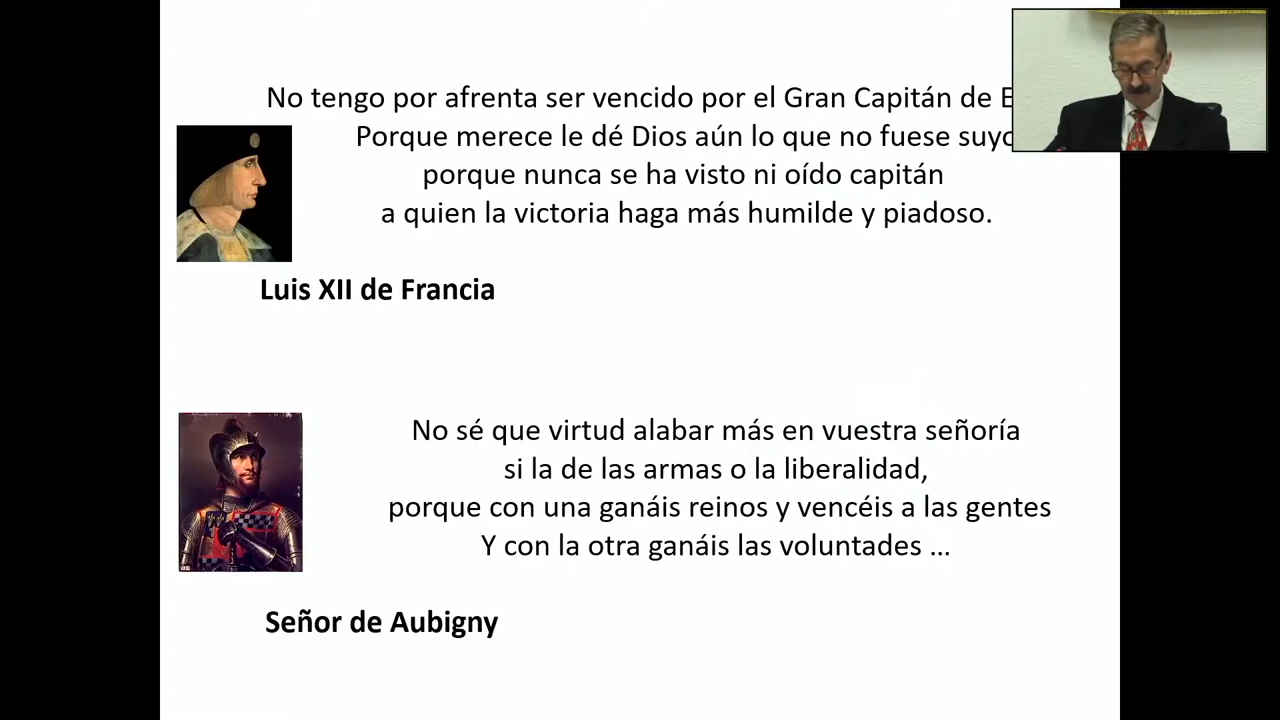 No tengo por afrenta ser vencido por el Gran Capitán de
Porque merece le dé Dios aún lo que no fuese suyo
porque nunca se ha visto ni oído capitán
a quien la victoria haga más humilde y piadoso.
Luis XII de Francia
No sé que virtud alabar más en vuestra señoría
si la de las armas o la liberalidad,
porque con una ganáis reinos y vencéis a las gentes
Y con la otra ganáis las voluntades ...
Señor de Aubigny